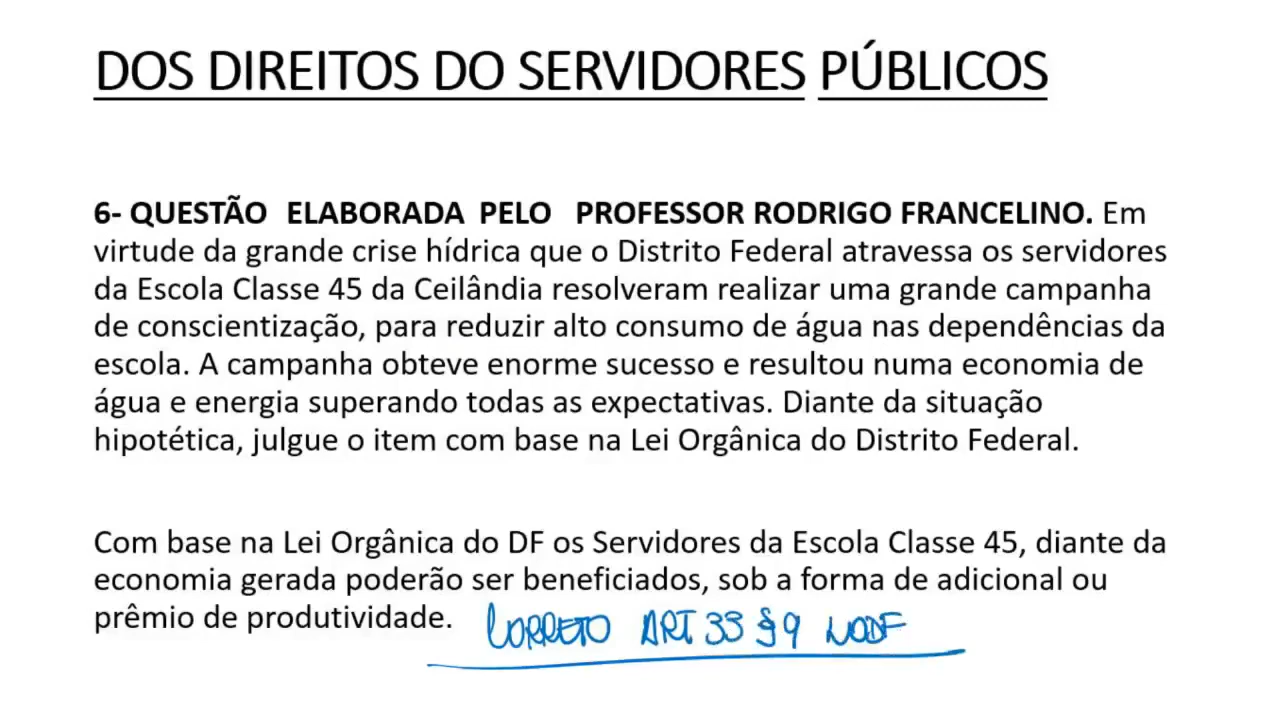 DOS DIREITOS DO SERVIDORES PÚBLICOS
6- QUESTÃO ELABORADA PELO PROFESSOR RODRIGO FRANCELINO. Em
virtude da grande crise hídrica que o Distrito Federal atravessa os servidores
da Escola Classe 45 da Ceilândia resolveram realizar uma grande campanha
de conscientização, para reduzir alto consumo de água nas dependências da
escola. A campanha obteve enorme sucesso e resultou numa economia de
água e energia superando todas as expectativas. Diante da situação
hipotética, julgue o item com base na Lei Orgânica do Distrito Federal.
Com base na Lei Orgânica do DF os Servidores da Escola Classe 45, diante da
economia gerada poderão ser beneficiados, sob a forma de adicional ou
prêmio de produtividade.
CORRETO ART 33 §9 LODF